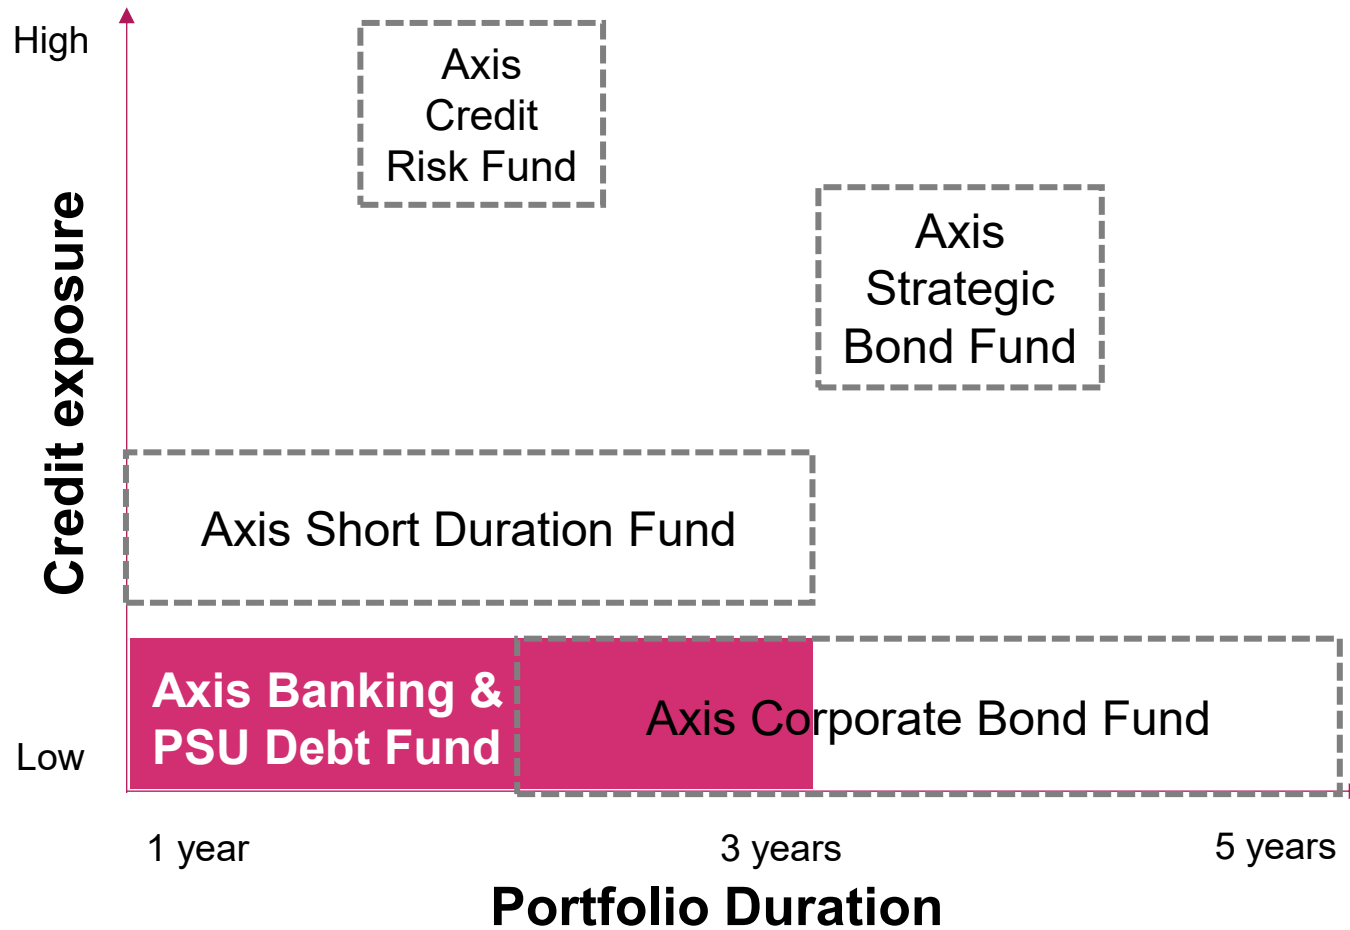 High
Axis
Credit
Risk Fund
Axis
Strategic
Bond Fund
Credit exposure
Axis Short Duration Fund
Axis Banking &
PSU Debt Fund
Axis Corporate Bond Fund
Low
1 year
3 years
5 years
Portfolio Duration